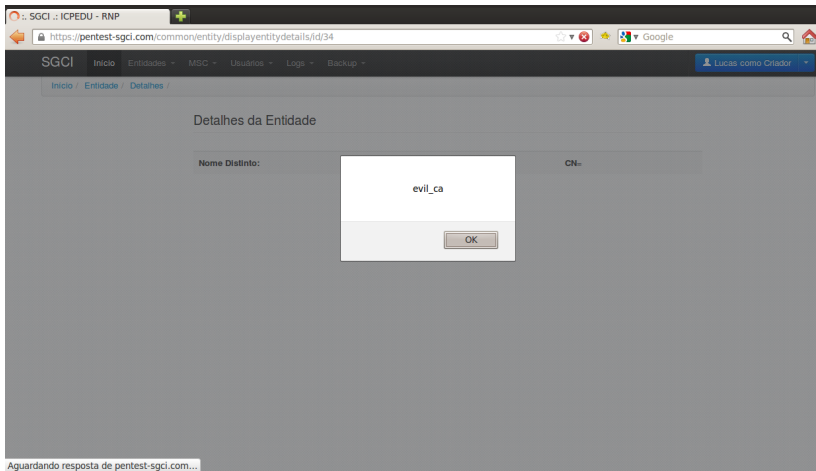 :. SGCI .: ICPEDU - RNP
https://pentest-sgci.com/common/entity/displayentitydetails/id/34
Google
SGCI Início Entidades MSC Usuários Logs Backup Lucas como Criador
Início / Entidade / Detalhes /
Detalhes da Entidade
Nome Distinto: CN=
evil_ca
OK
Aguardando resposta de pentest-sgci.com...